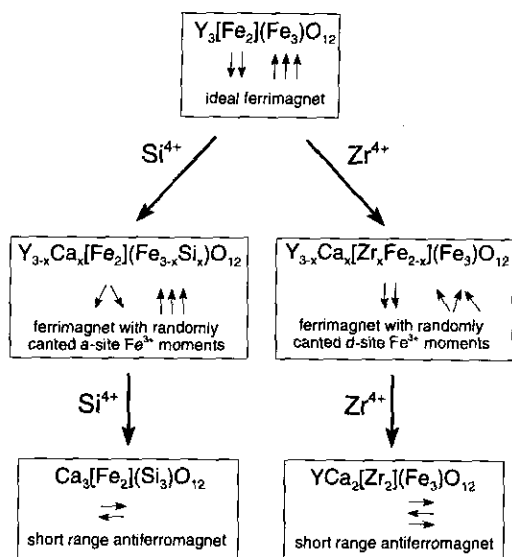 Y₃[Fe₂](Fe₃)O₁₂
ideal ferrimagnet
Si⁴⁺
Zr⁴⁺
Y₃₋ₓCaₓ[Fe₂](Fe₃₋ₓSiₓ)O₁₂
ferrimagnet with randomly
canted a-site Fe³⁺ moments
Y₃₋ₓCaₓ[ZrₓFe₂₋ₓ](Fe₃)O₁₂
ferrimagnet with randomly
canted d-site Fe³⁺ moments
Si⁴⁺
Zr⁴⁺
Ca₃[Fe₂](Si₃)O₁₂
short range antiferromagnet
YCa₂[Zr₂](Fe₃)O₁₂
short range antiferromagnet